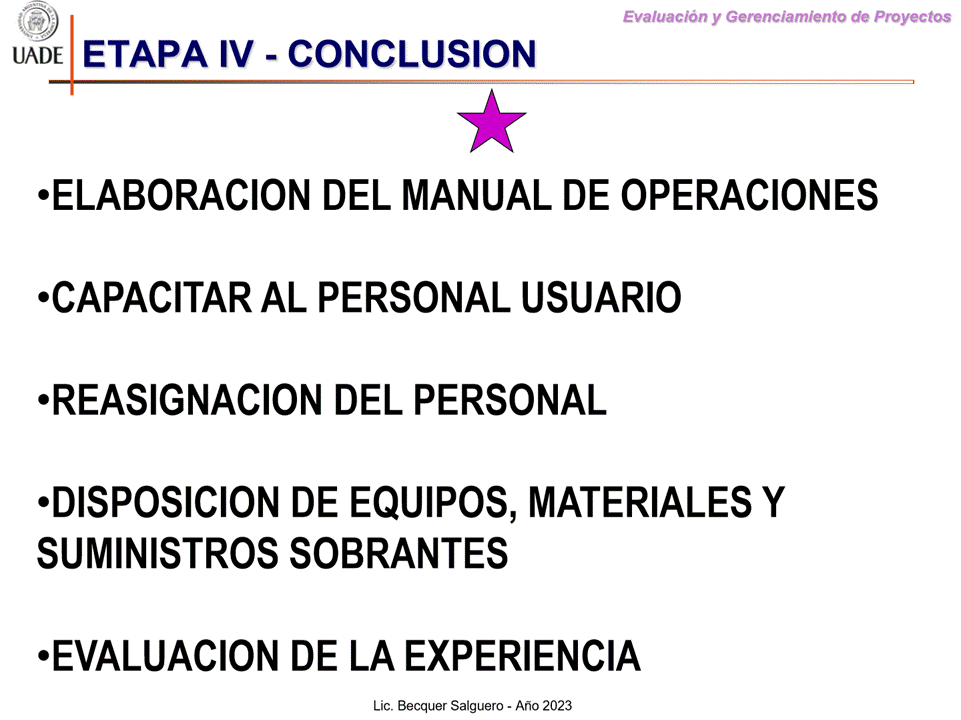 Evaluación y Gerenciamiento de Proyectos
UADE
ETAPA IV - CONCLUSION
•ELABORACION DEL MANUAL DE OPERACIONES
•CAPACITAR AL PERSONAL USUARIO
•REASIGNACION DEL PERSONAL
•DISPOSICION DE EQUIPOS, MATERIALES Y
SUMINISTROS SOBRANTES
•EVALUACION DE LA EXPERIENCIA
Lic. Becquer Salguero - Año 2023